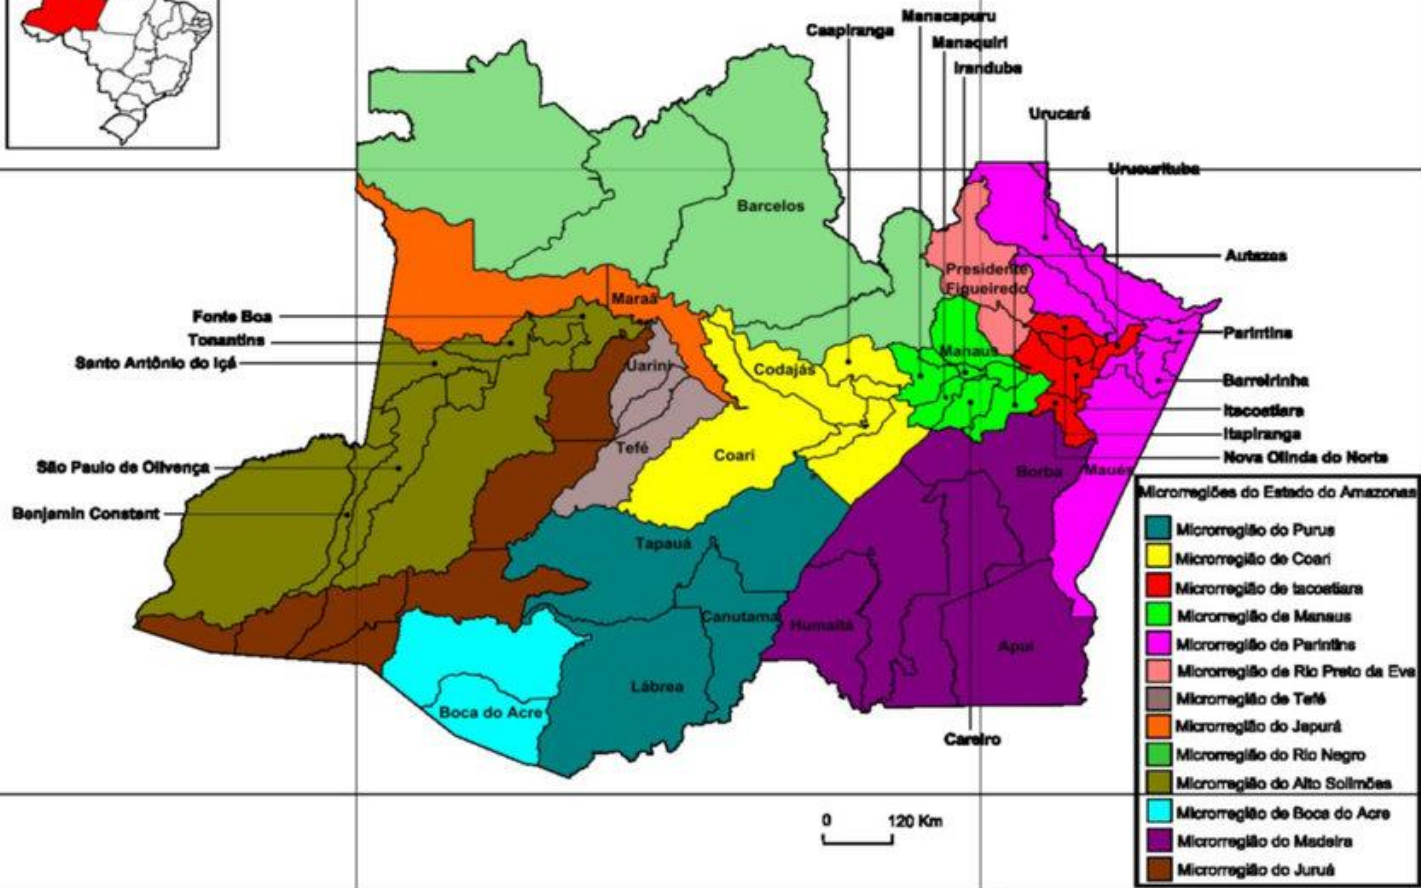 Manacapuru
Caapiranga
Manaquiri
Iranduba
Urucará
Urucurituba
Barcelos
Autazes
Presidente
Figueiredo
Maraã
Fonte Boa
Tonantins
Santo Antônio do Içá
Parintins
Manaus
Uarini
Codajás
Barreirinha
Itacoatiara
Itapiranga
Tefé
Coari
Nova Olinda do Norte
São Paulo de Olivença
Borba
Maués
Benjamin Constant
Tapauá
Canutama
Humaitá
Apuí
Lábrea
Boca do Acre
Careiro
0 120 Km
Microrregiões do Estado do Amazonas
Microrregião do Purus
Microrregião de Coari
Microrregião de tacoatiara
Microrregião de Manaus
Microrregião de Parintins
Microrregião de Rio Preto da Eva
Microrregião de Tefé
Microrregião do Japurá
Microrregião do Rio Negro
Microrregião do Alto Solimões
Microrregião de Boca do Acre
Microrregião do Madeira
Microrregião do Juruá